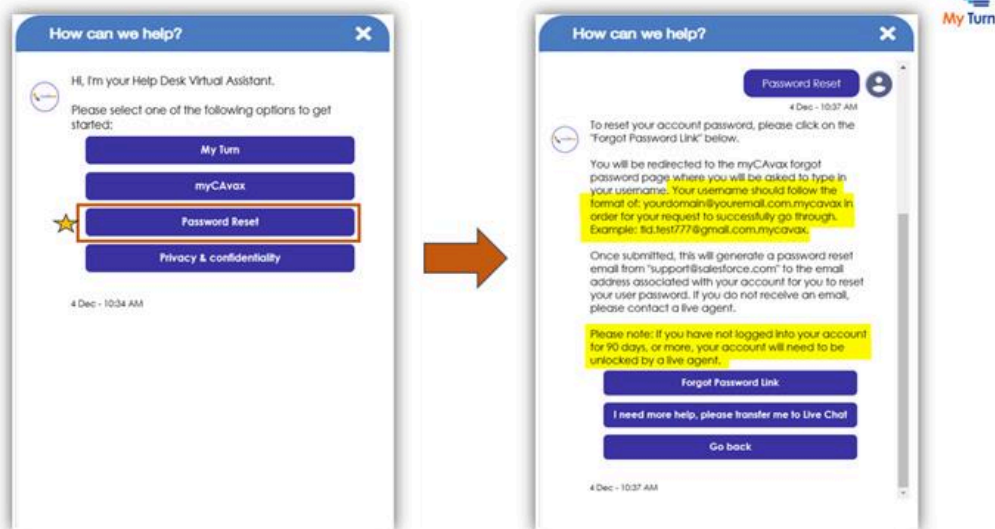 My Turn
How can we help?
Hi, I'm your Help Desk Virtual Assistant.
Please select one of the following options to get
started:
My Turn
myCAvax
Password Reset
Privacy & confidentiality
4 Dec - 10:34 AM
How can we help?
Password Reset
4 Dec - 10:37 AM
To reset your account password, please click on the
"Forgot Password Link" below.
You will be redirected to the myCAvax forgot
password page where you will be asked to type in
your username. Your username should follow the
format of: yourdomain@youremail.com.mycavax in
order for your request to successfully go through.
Example: tld.test777@gmail.com.mycavax.
Once submitted, this will generate a password reset
email from "support@salesforce.com" to the email
address associated with your account for you to reset
your user password. If you do not receive an email,
please contact a live agent.
Please note: If you have not logged into your account
for 90 days, or more, your account will need to be
unlocked by a live agent.
Forgot Password Link
I need more help, please transfer me to Live Chat
Go back
4 Dec - 10:37 AM